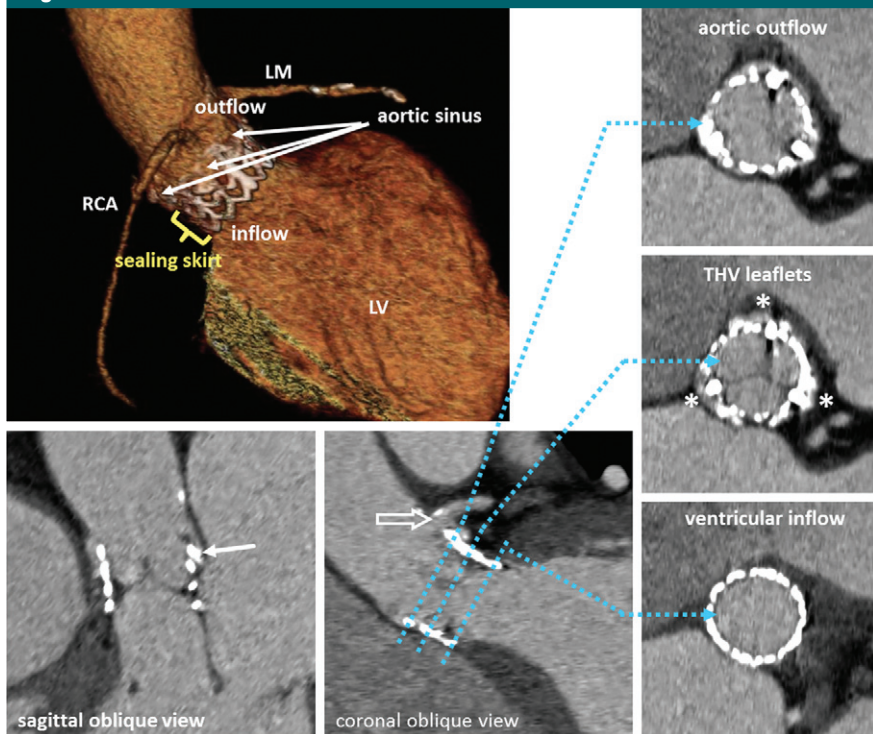 LM
outflow
aortic sinus
RCA
inflow
sealing skirt
LV
aortic outflow
THV leaflets
*
* *
ventricular inflow
sagittal oblique view
coronal oblique view